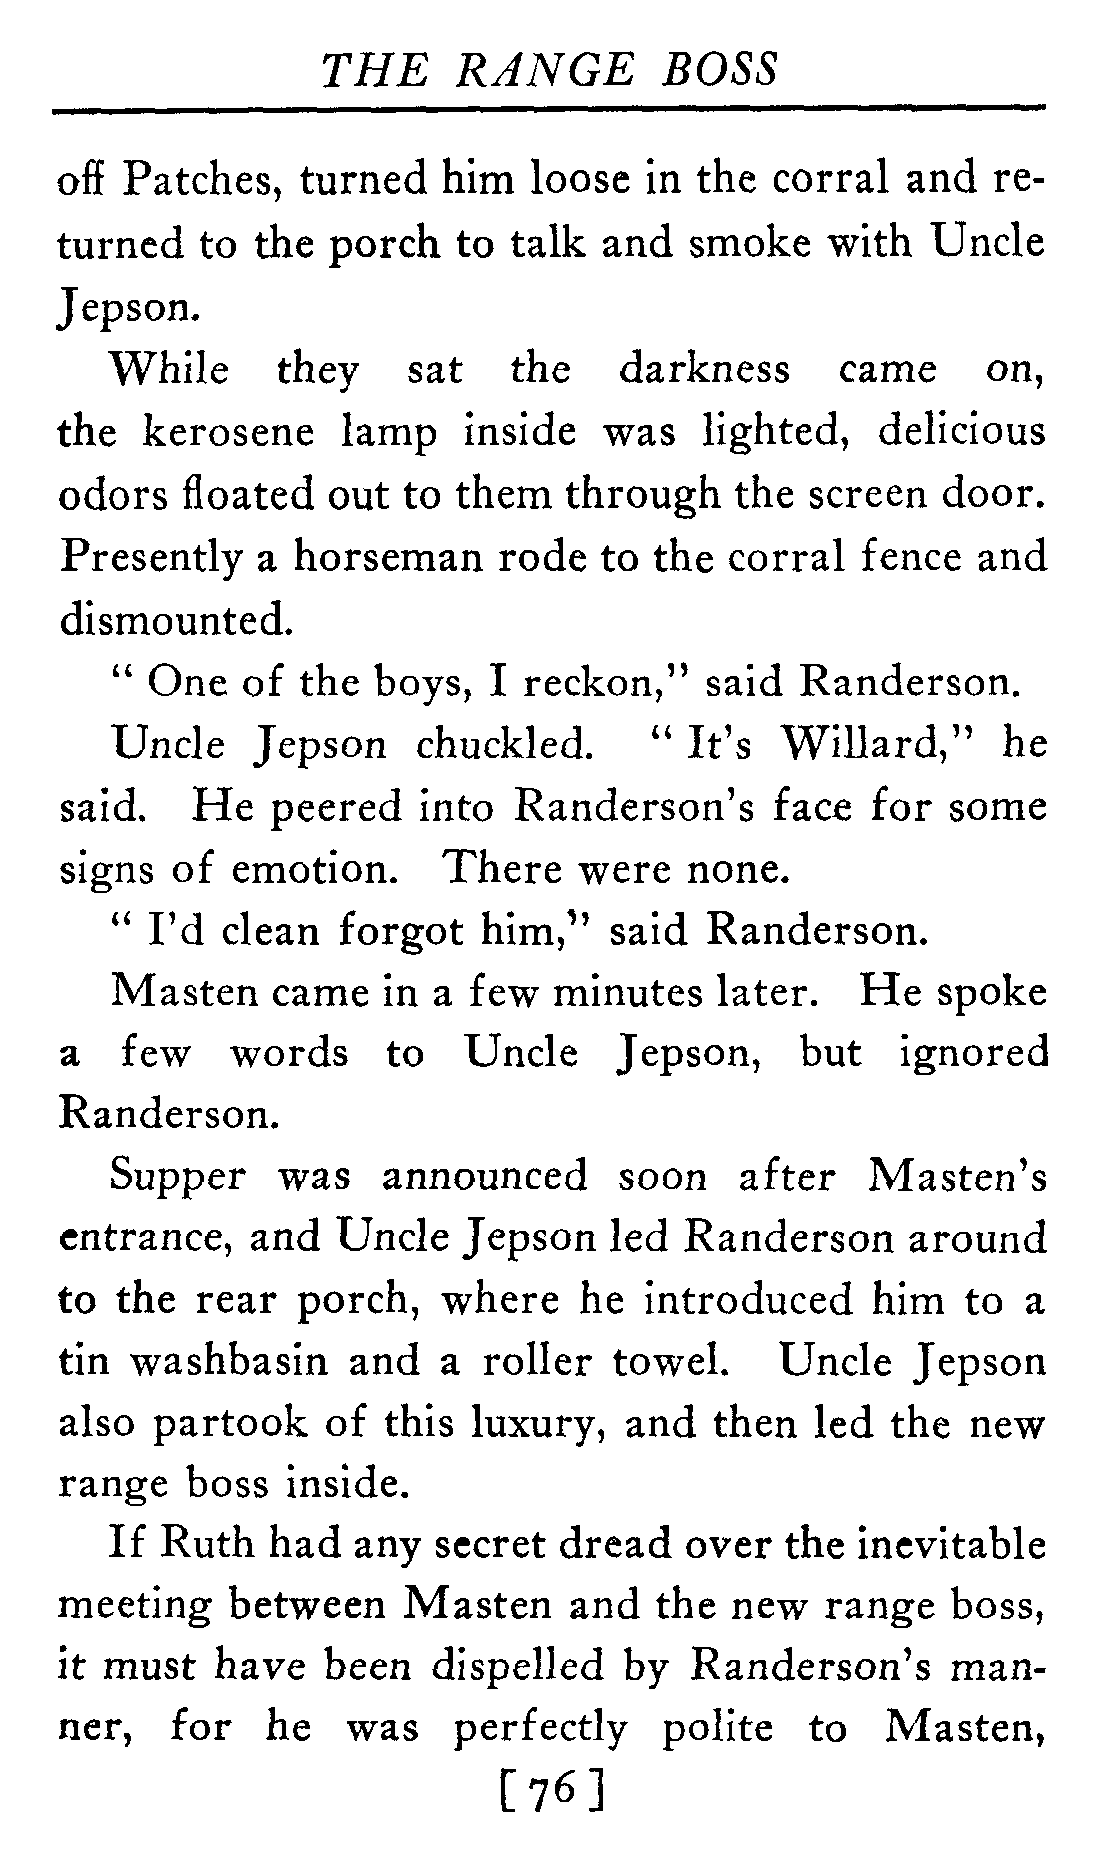 THE RANGE BOSS
off Patches, turned him loose in the corral and re-
turned to the porch to talk and smoke with Uncle
Jepson.
While they sat the darkness came on,
the kerosene lamp inside was lighted, delicious
odors floated out to them through the screen door.
Presently a horseman rode to the corral fence and
dismounted.
“ One of the boys, I reckon,” said Randerson.
Uncle Jepson chuckled. “ It’s Willard,” he
said. He peered into Randerson’s face for some
signs of emotion. There were none.
“ I’d clean forgot him,” said Randerson.
Masten came in a few minutes later. He spoke
a few words to Uncle Jepson, but ignored
Randerson.
Supper was announced soon after Masten’s
entrance, and Uncle Jepson led Randerson around
to the rear porch, where he introduced him to a
tin washbasin and a roller towel. Uncle Jepson
also partook of this luxury, and then led the new
range boss inside.
If Ruth had any secret dread over the inevitable
meeting between Masten and the new range boss,
it must have been dispelled by Randerson’s man-
ner, for he was perfectly polite to Masten,
[ 76 ]